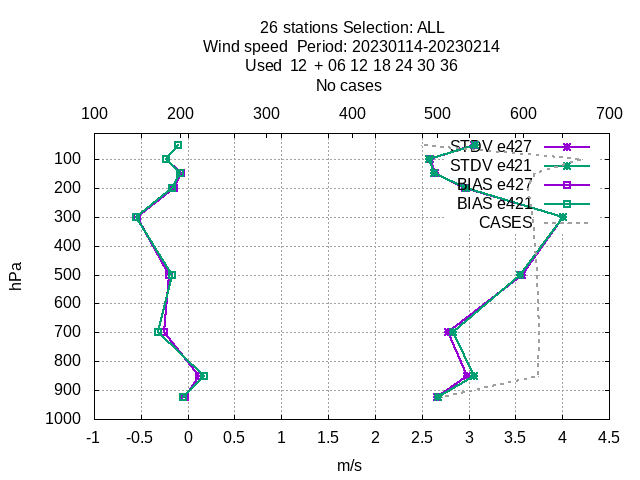 26 stations Selection: ALL
Wind speed  Period: 20230114-20230214
Used  12  + 06 12 18 24 30 36
No cases
100 200 300 400 500 600 700
STDV e427
STDV e421
BIAS e427
BIAS e421
CASES
100
200
300
400
500
600
700
800
900
1000
hPa
-1 -0.5 0 0.5 1 1.5 2 2.5 3 3.5 4 4.5
m/s